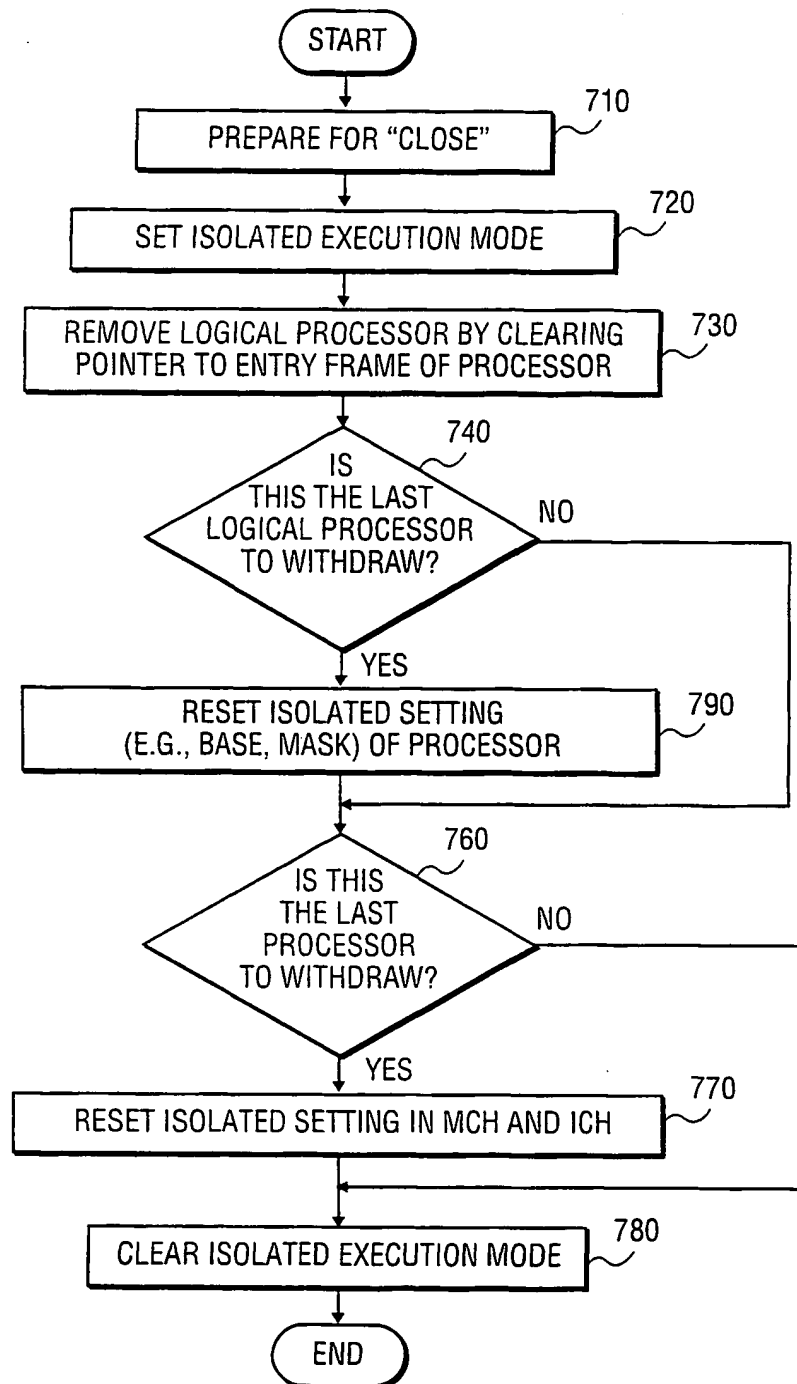 START
710
PREPARE FOR "CLOSE"
720
SET ISOLATED EXECUTION MODE
730
REMOVE LOGICAL PROCESSOR BY CLEARING
POINTER TO ENTRY FRAME OF PROCESSOR
740
IS
THIS THE LAST
LOGICAL PROCESSOR
TO WITHDRAW?
NO
YES
790
RESET ISOLATED SETTING
(E.G., BASE, MASK) OF PROCESSOR
760
IS THIS
THE LAST
PROCESSOR
TO WITHDRAW?
NO
YES
770
RESET ISOLATED SETTING IN MCH AND ICH
780
CLEAR ISOLATED EXECUTION MODE
END